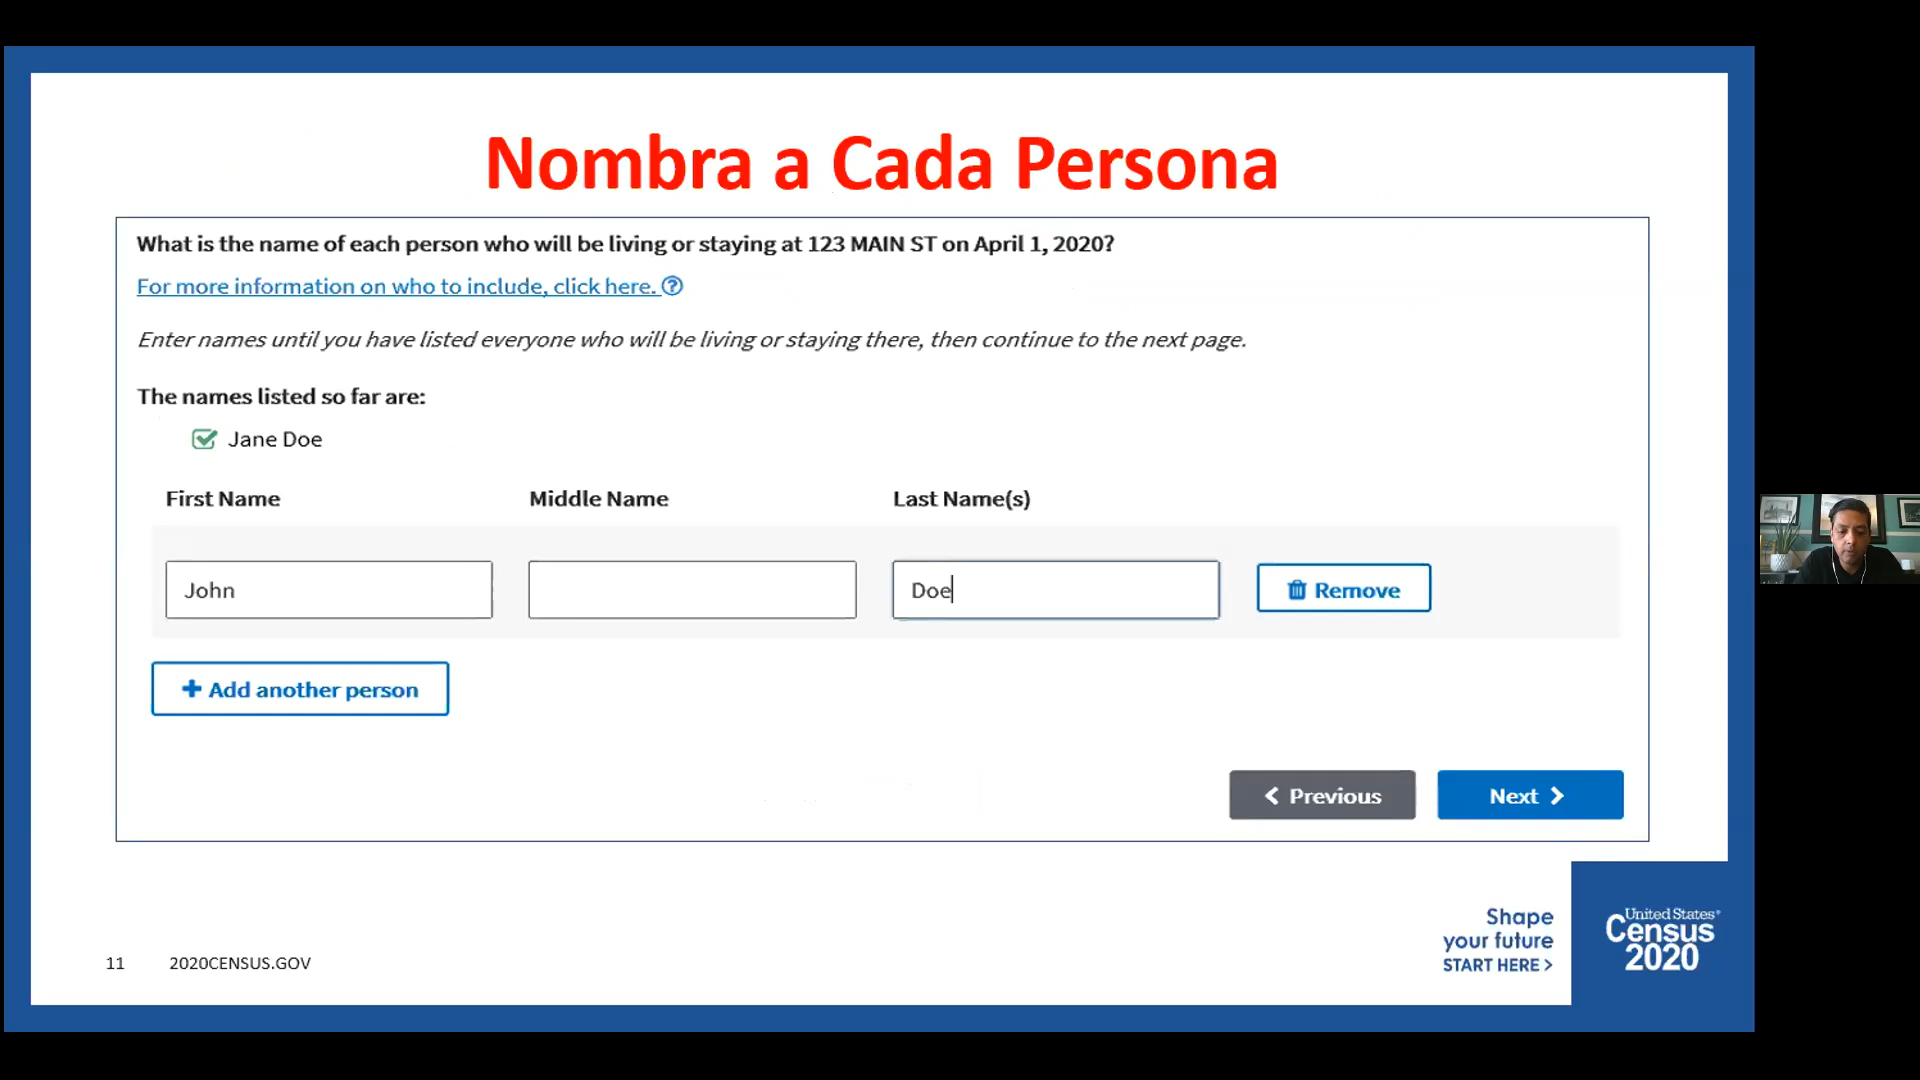 Nombra a Cada Persona
What is the name of each person who will be living or staying at 123 MAIN ST on April 1, 2020?
For more information on who to include, click here. ?
Enter names until you have listed everyone who will be living or staying there, then continue to the next page.
The names listed so far are:
Jane Doe
First Name Middle Name Last Name(s)
John Doe Remove
+ Add another person
< Previous Next >
Shape
your future
START HERE >
United States®
Census
2020
11 2020CENSUS.GOV